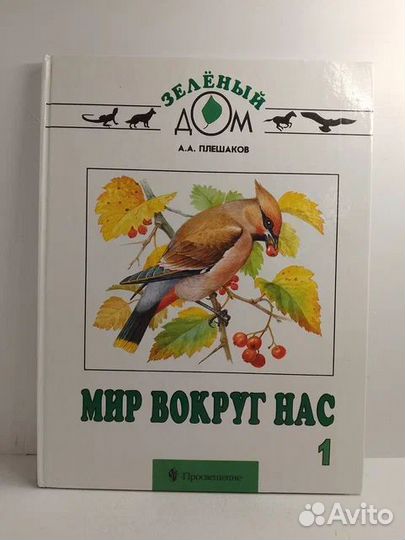 ЗЕЛЁНЫЙ
ДОМ
А.А. ПЛЕШАКОВ
МИР ВОКРУГ НАС
1
Просвещение
Avito